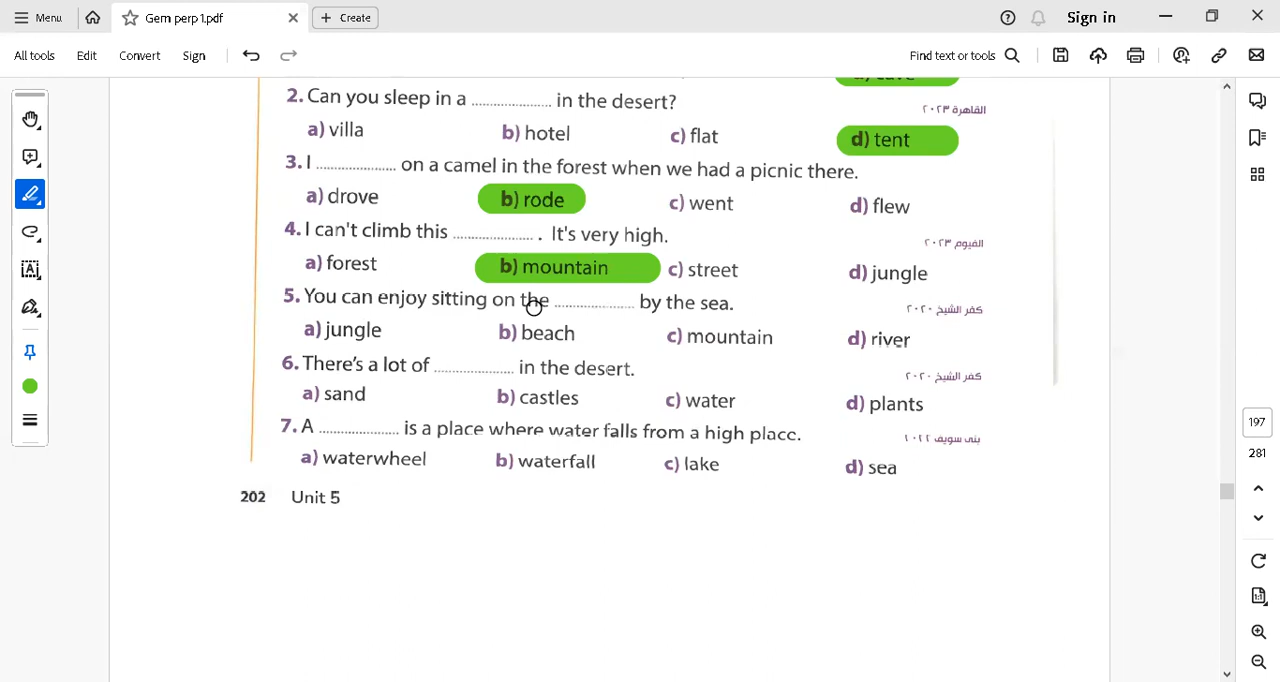 Menu
Gem perp 1.pdf
Create
Sign in
All tools Edit Convert Sign
Find text or tools
2. Can you sleep in a .............. in the desert?
القاهرة ٢٠٢٣
a) villa b) hotel c) flat d) tent
3. I .............. on a camel in the forest when we had a picnic there.
a) drove b) rode c) went d) flew
4. I can't climb this .............. . It's very high.
الفيوم ٢٠٢٣
a) forest b) mountain c) street d) jungle
5. You can enjoy sitting on the .............. by the sea.
كفر الشيخ ٢٠٢٠
a) jungle b) beach c) mountain d) river
6. There's a lot of .............. in the desert.
كفر الشيخ ٢٠٢٠
a) sand b) castles c) water d) plants
7. A .............. is a place where water falls from a high place.
بنى سويف ٢٠٢٢
a) waterwheel b) waterfall c) lake d) sea
202 Unit 5
197
281